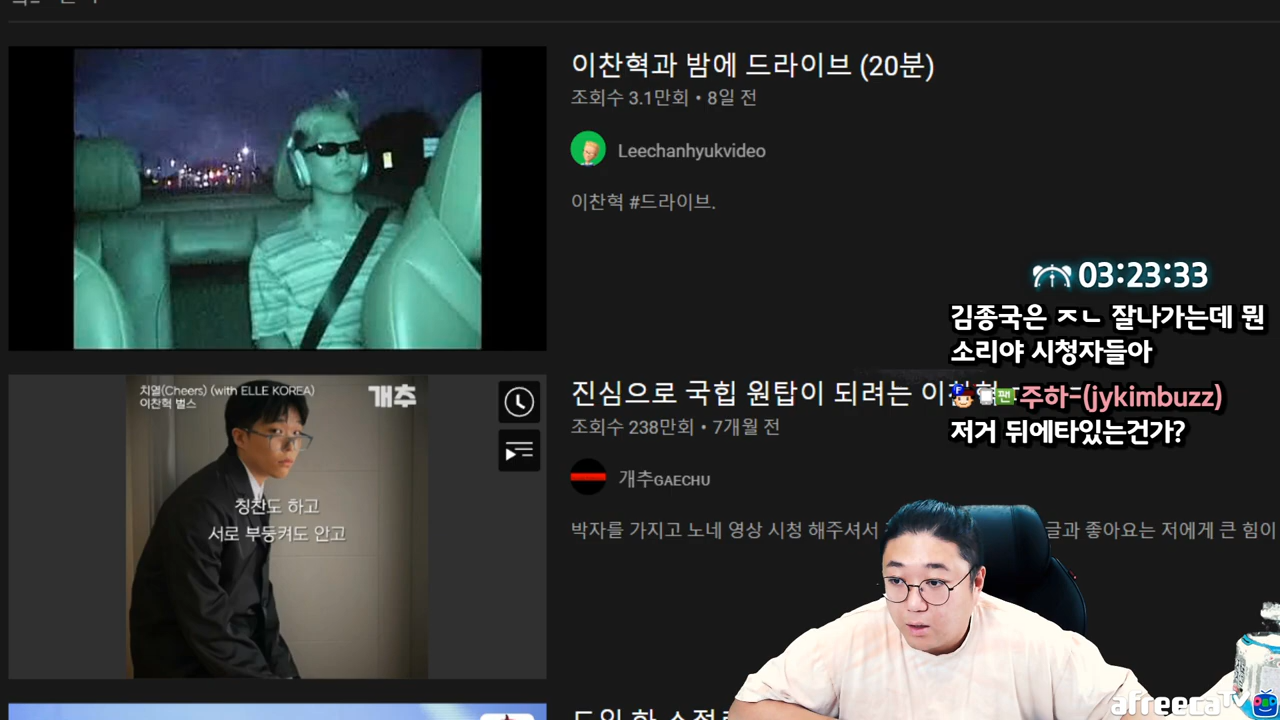 이찬혁과 밤에 드라이브 (20분)
조회수 3.1만회 • 8일 전
Leechanhyukvideo
이찬혁 #드라이브.
03:23:33
김종국은 ㅈㄴ 잘나가는데 뭔
소리야 시청자들아
치열(Cheers) (with ELLE KOREA)
이찬혁 벌스
개추
진심으로 국힙 원탑이 되려는
팬 주하-(jykimbuzz)
조회수 238만회 • 7개월 전
저거 뒤에타있는건가?
개추GAECHU
칭찬도 하고
서로 부둥켜도 안고
박자를 가지고 노네 영상 시청 해주셔서 글과 좋아요는 저에게 큰 힘이
afreecaTV